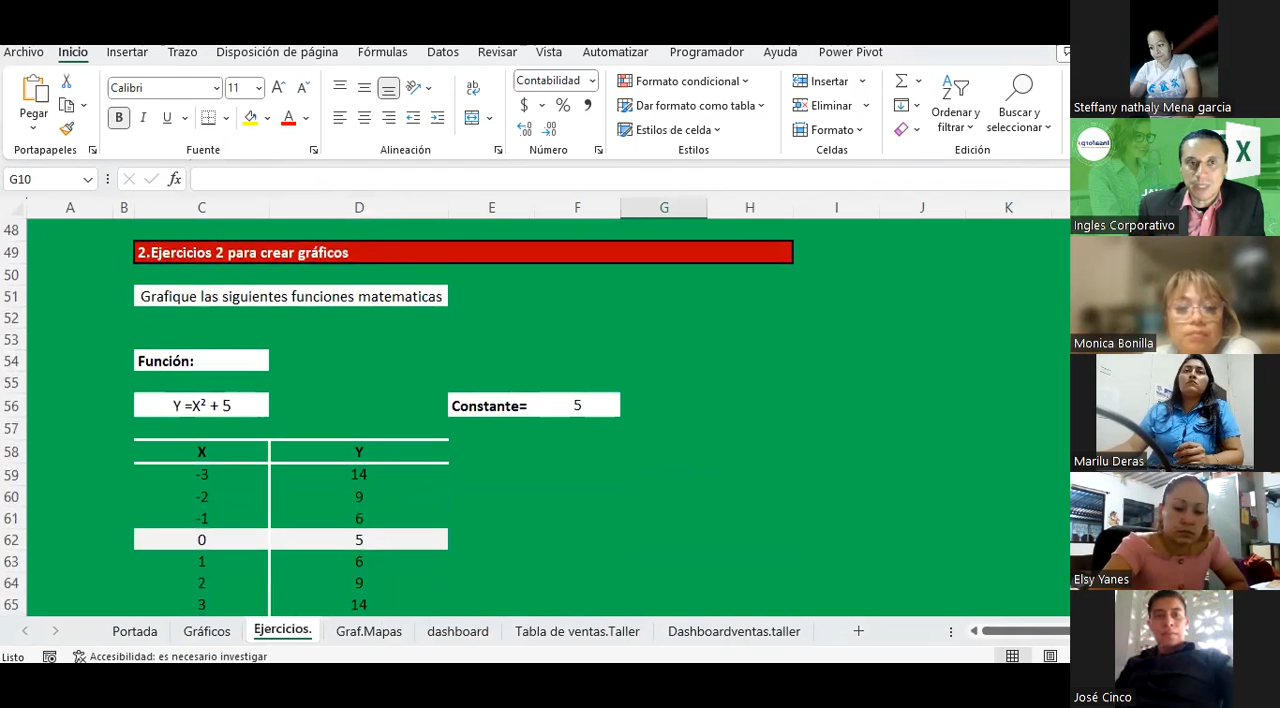 Archivo Inicio Insertar Trazo Disposición de página Fórmulas Datos Revisar Vista Automatizar Programador Ayuda Power Pivot
Pegar
Portapapeles
Calibri 11
N K S
Fuente
Alineación
Contabilidad
$ % 
Número
Formato condicional
Dar formato como tabla
Estilos de celda
Estilos
Insertar
Eliminar
Formato
Celdas
Ordenar y filtrar
Buscar y seleccionar
Edición
G10 fx
A B C D E F G H I J K
48
49 2.Ejercicios 2 para crear gráficos
50
51 Grafique las siguientes funciones matematicas
52
53
54 Función:
55
56 Y =X² + 5 Constante= 5
57
58 X Y
59 -3 14
60 -2 9
61 -1 6
62 0 5
63 1 6
64 2 9
65 3 14
Portada Gráficos Ejercicios. Graf.Mapas dashboard Tabla de ventas.Taller Dashboardventas.taller
Listo Accesibilidad: es necesario investigar
Steffany nathaly Mena garcia
X
Ingles Corporativo
Monica Bonilla
Marilu Deras
Elsy Yanes
José Cinco